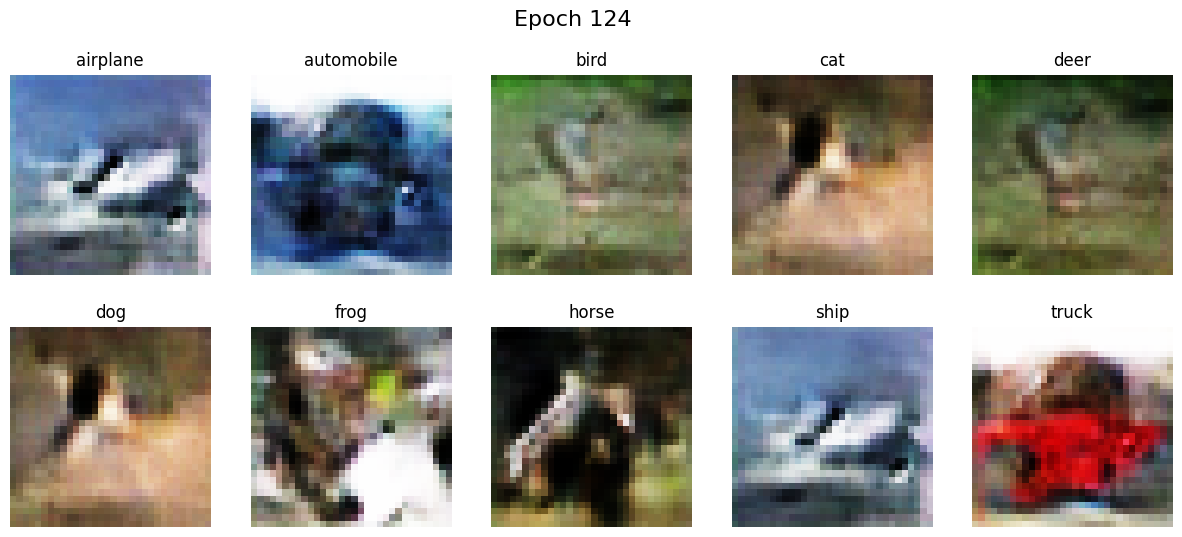 Epoch 124
airplane automobile bird cat deer
dog frog horse ship truck